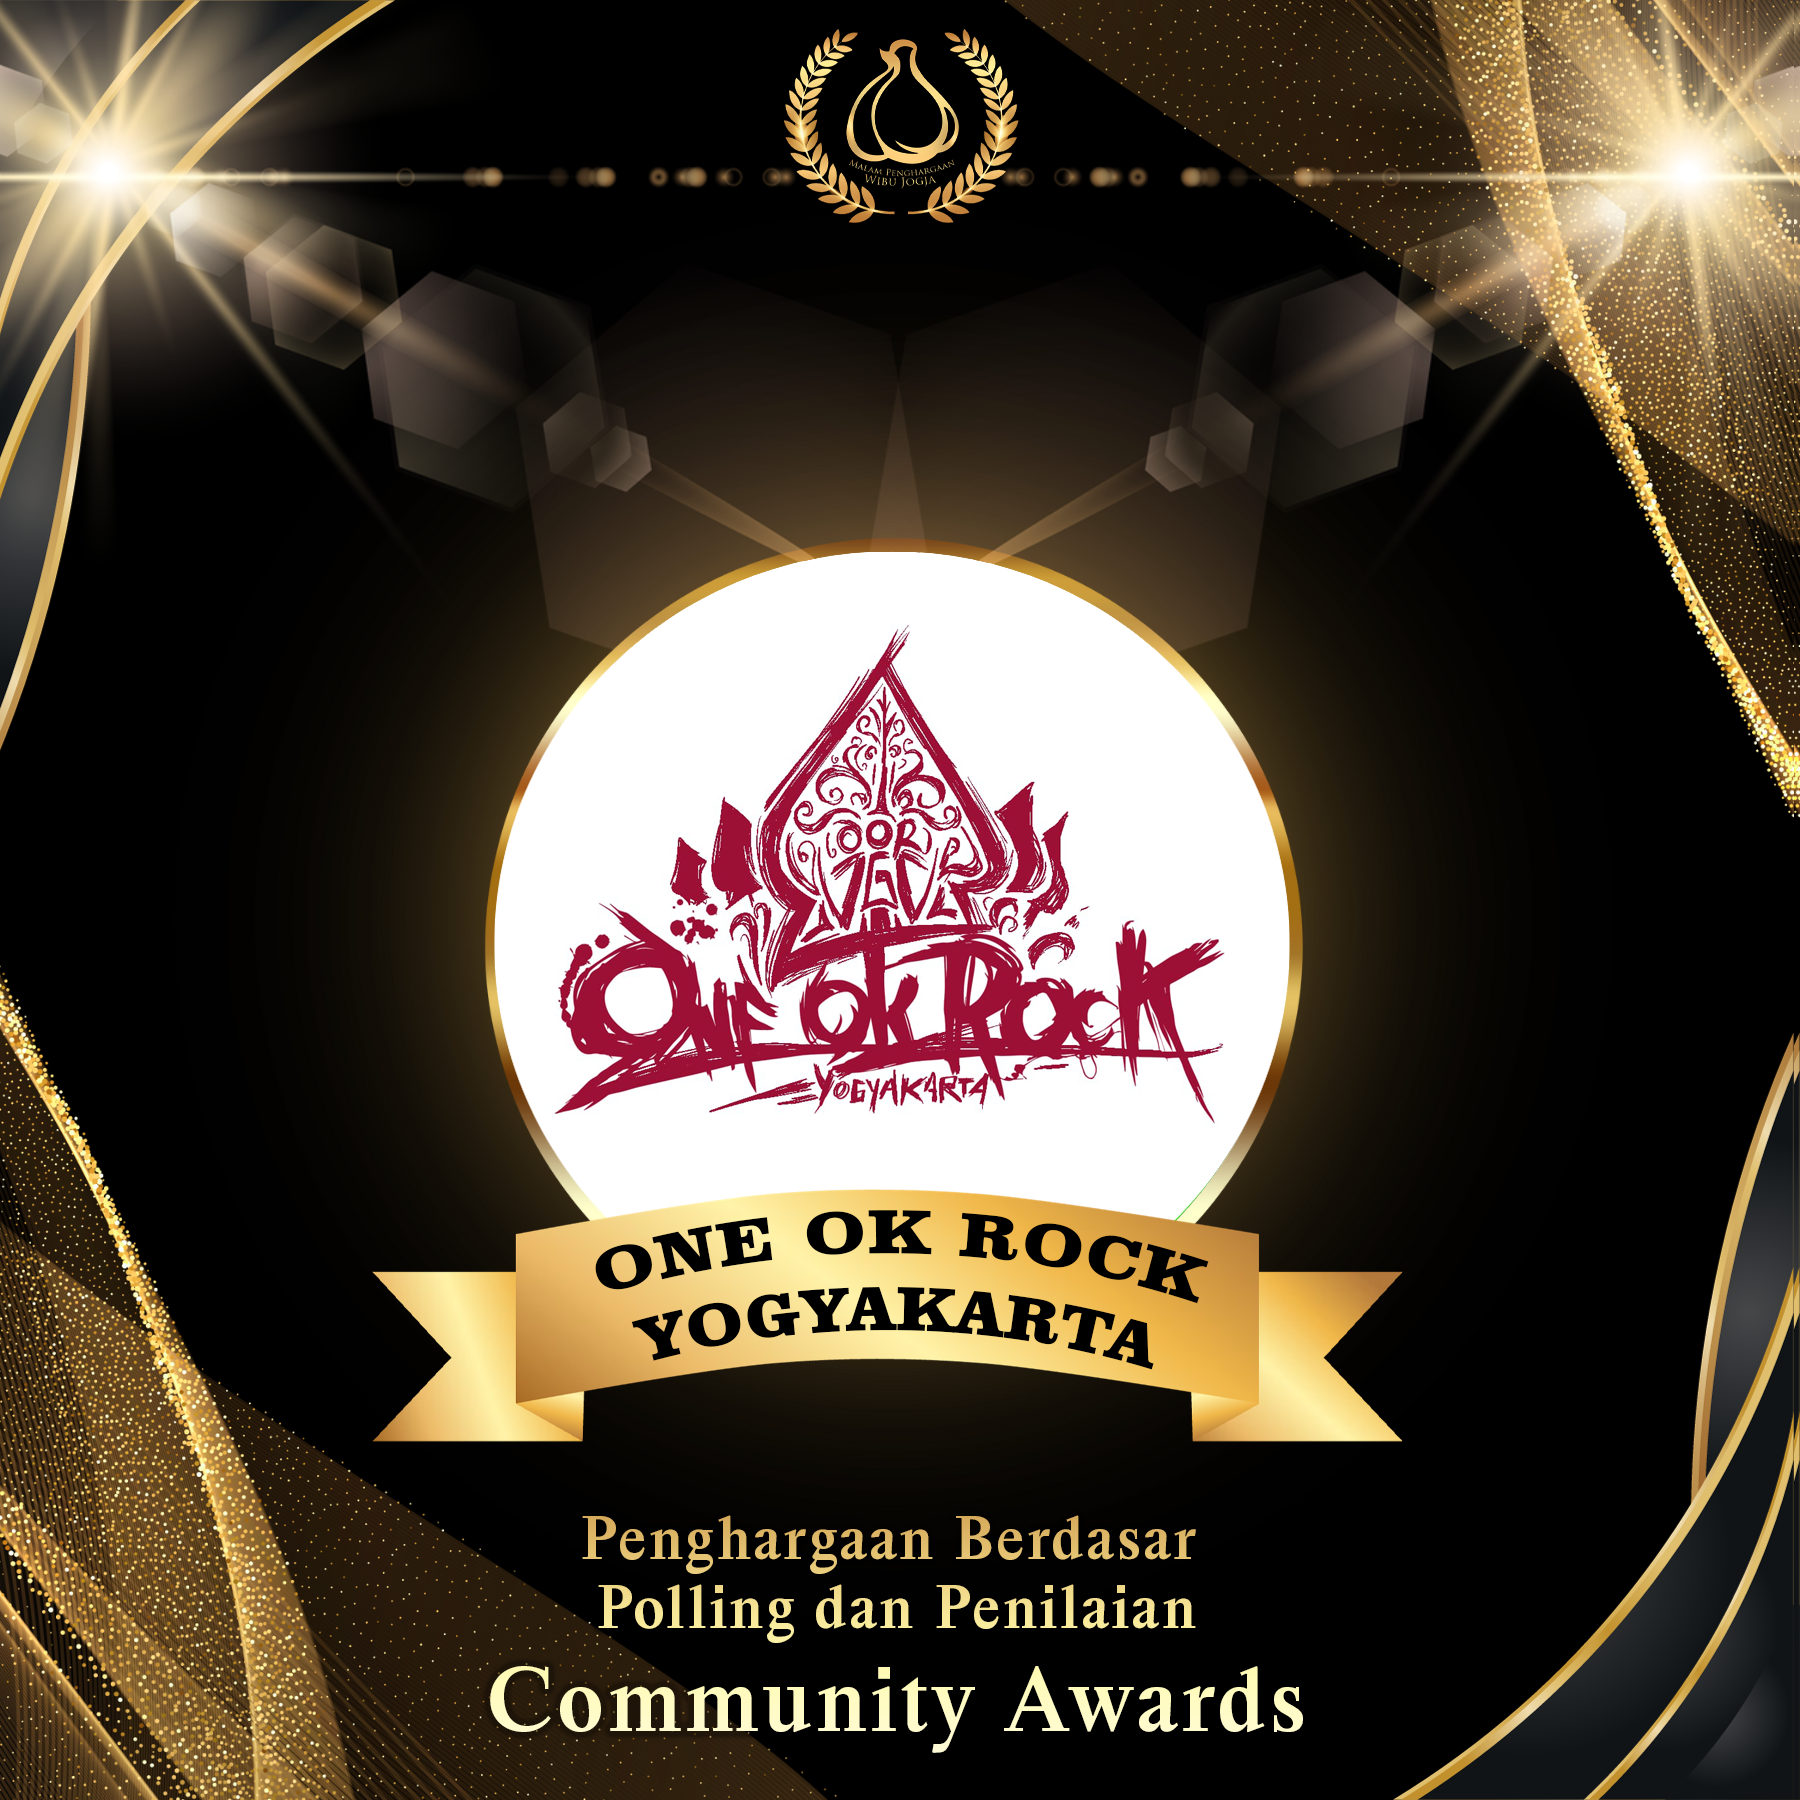 Malam Penghargaan
Wibu Jogja
OOR
One ok Rock
Yogyakarta
ONE OK ROCK
YOGYAKARTA
Penghargaan Berdasar
Polling dan Penilaian
Community Awards